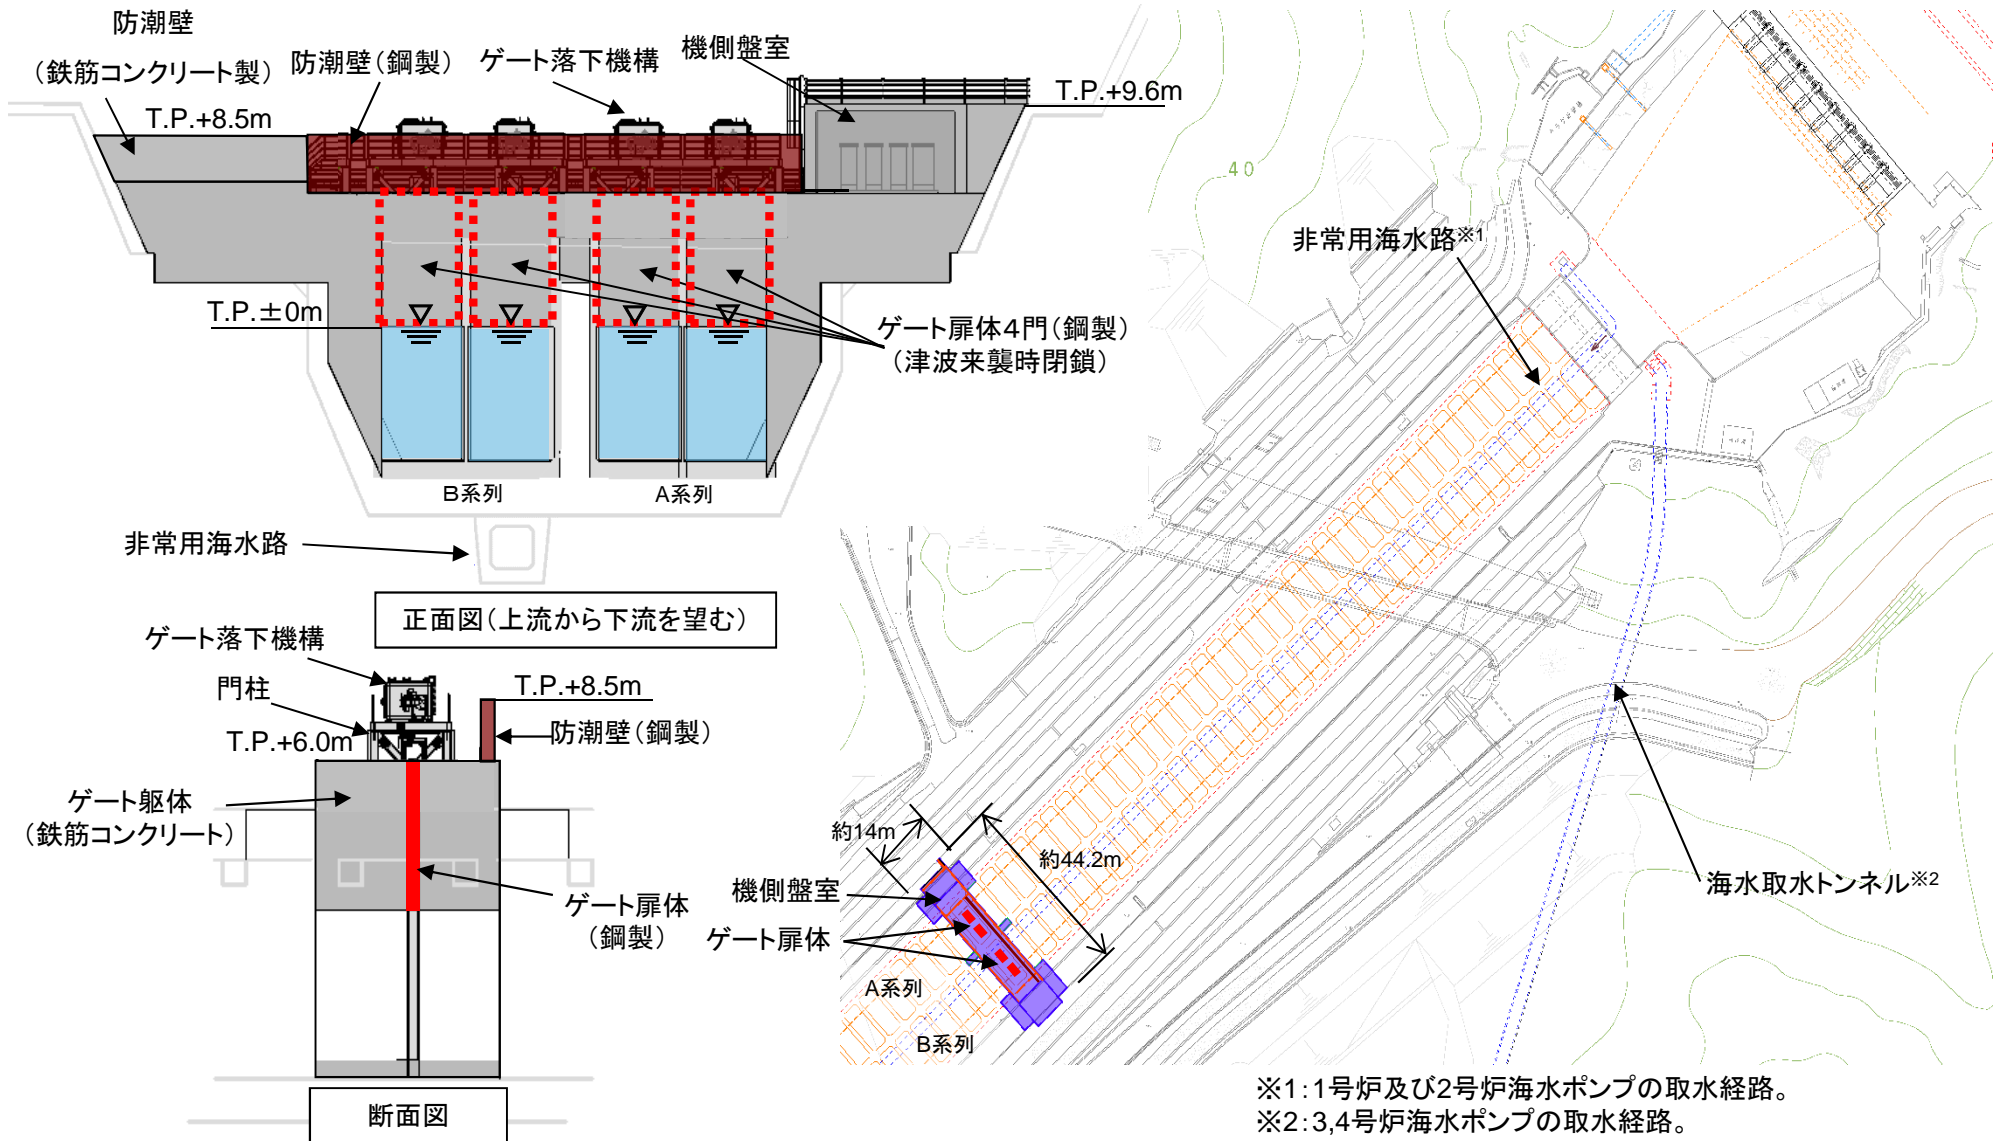 防潮壁
（鉄筋コンクリート製）
防潮壁（鋼製）
ゲート落下機構
機側盤室
T.P.+8.5m
T.P.+9.6m
T.P.±0m
ゲート扉体４門（鋼製）
（津波来襲時閉鎖）
B系列
A系列
非常用海水路
正面図（上流から下流を望む）
ゲート落下機構
門柱
T.P.+8.5m
T.P.+6.0m
防潮壁（鋼製）
ゲート躯体
（鉄筋コンクリート）
ゲート扉体
（鋼製）
断面図
40
非常用海水路※1
約14m
約44.2m
機側盤室
ゲート扉体
A系列
B系列
海水取水トンネル※2
※1：1号炉及び2号炉海水ポンプの取水経路。
※2：3,4号炉海水ポンプの取水経路。